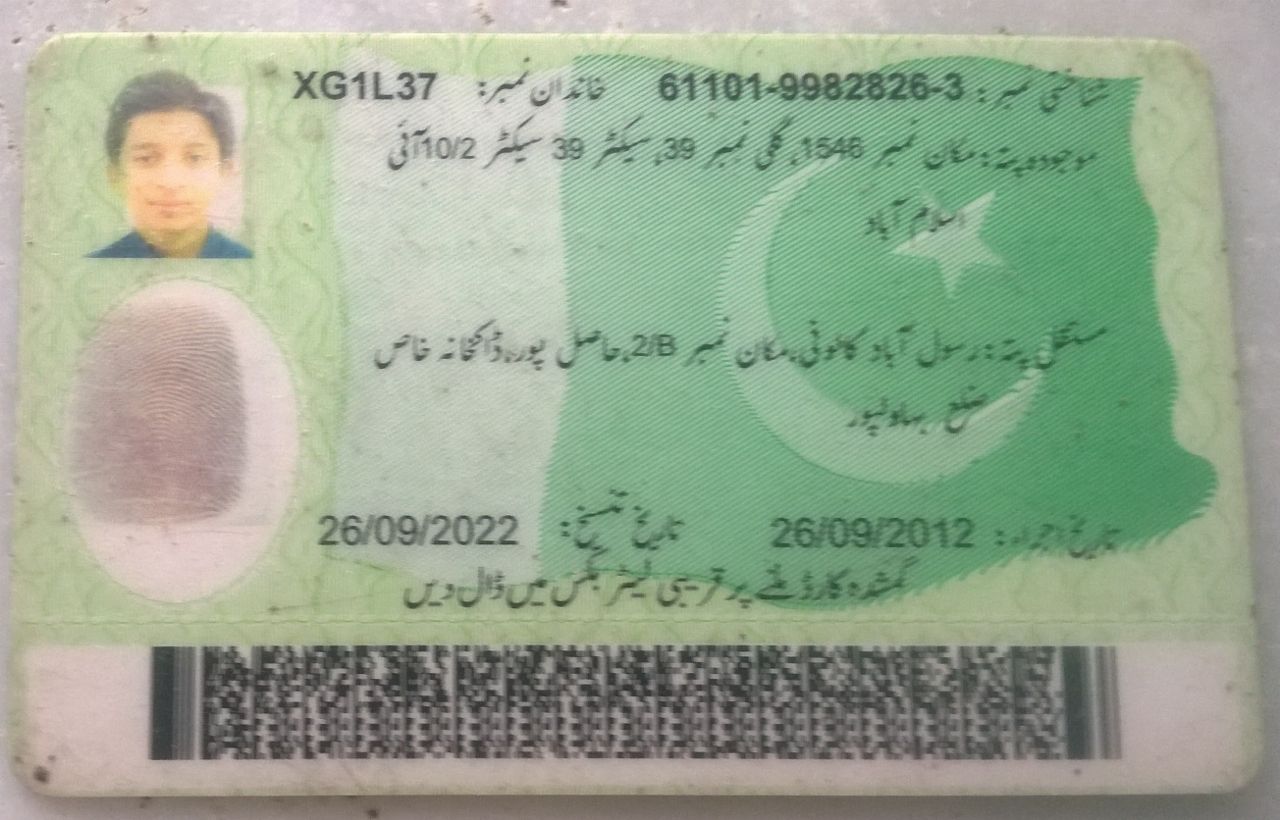 شناختی نمبر: 61101-9982826-3 خاندان نمبر: XG1L37
موجودہ پتہ: مکان نمبر 1546، گلی نمبر 39، سیکٹر 39 سیکٹر آئی 10/2
اسلام آباد
مستقل پتہ: رسول آباد کالونی، مکان نمبر 2/B، حاصل پورہ، ڈاکخانہ خاص
ضلع بہاولپور
تاریخ اجراء: 26/09/2012 تاریخ تنسیخ: 26/09/2022
گمشدہ کارڈ ملنے پر قریبی لیٹر بکس میں ڈال دیں